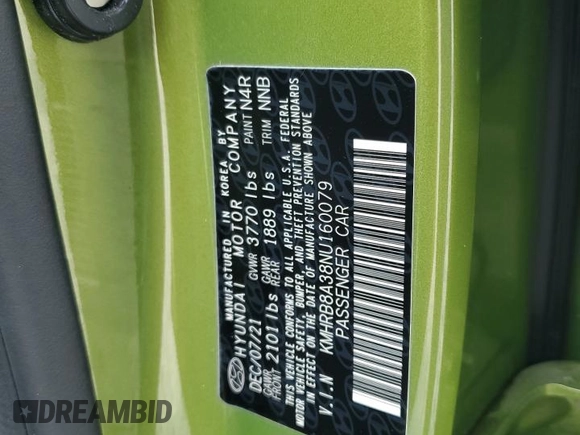 MANUFACTURED IN KOREA BY
HYUNDAI MOTOR COMPANY
DEC/07/21 GVWR 3770 lbs PAINT N4R
GAWR FRONT 2101 lbs GAWR REAR 1889 lbs TRIM NNB
THIS VEHICLE CONFORMS TO ALL APPLICABLE U.S.A. FEDERAL
MOTOR VEHICLE SAFETY, BUMPER, AND THEFT PREVENTION STANDARDS
IN EFFECT ON THE DATE OF MANUFACTURE SHOWN ABOVE
V.I.N KMHRB8A38NU160079
PASSENGER CAR
DREAMBID